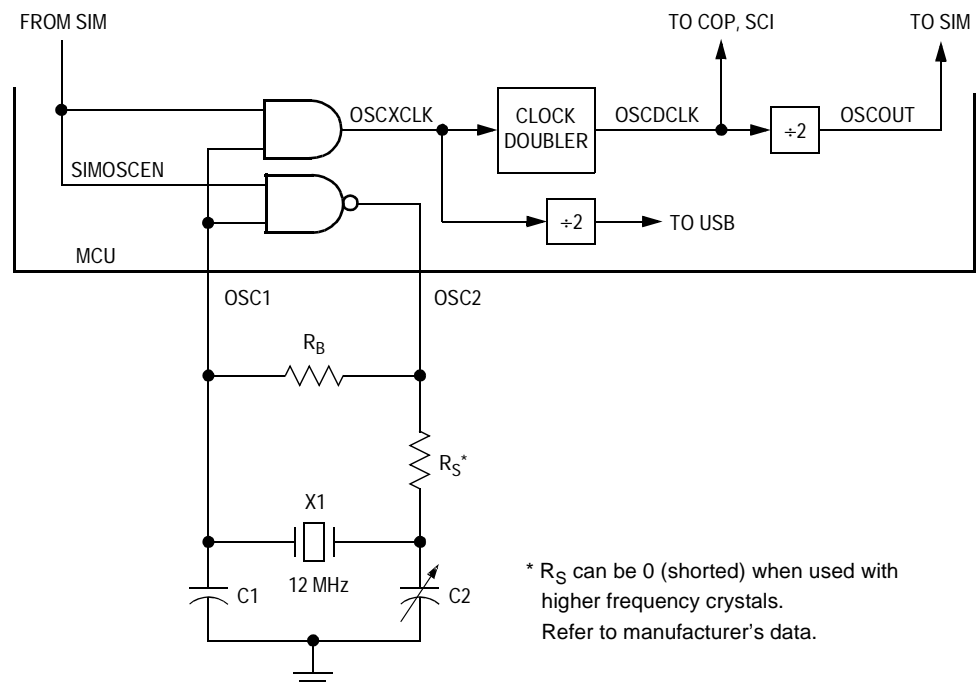 FROM SIM
TO COP, SCI
TO SIM
OSCXCLK
CLOCK
DOUBLER
OSCDCLK
÷2
OSCOUT
SIMOSCEN
÷2
TO USB
MCU
OSC1
OSC2
RB
RS*
X1
12 MHz
C1
C2
* RS can be 0 (shorted) when used with
higher frequency crystals.
Refer to manufacturer's data.